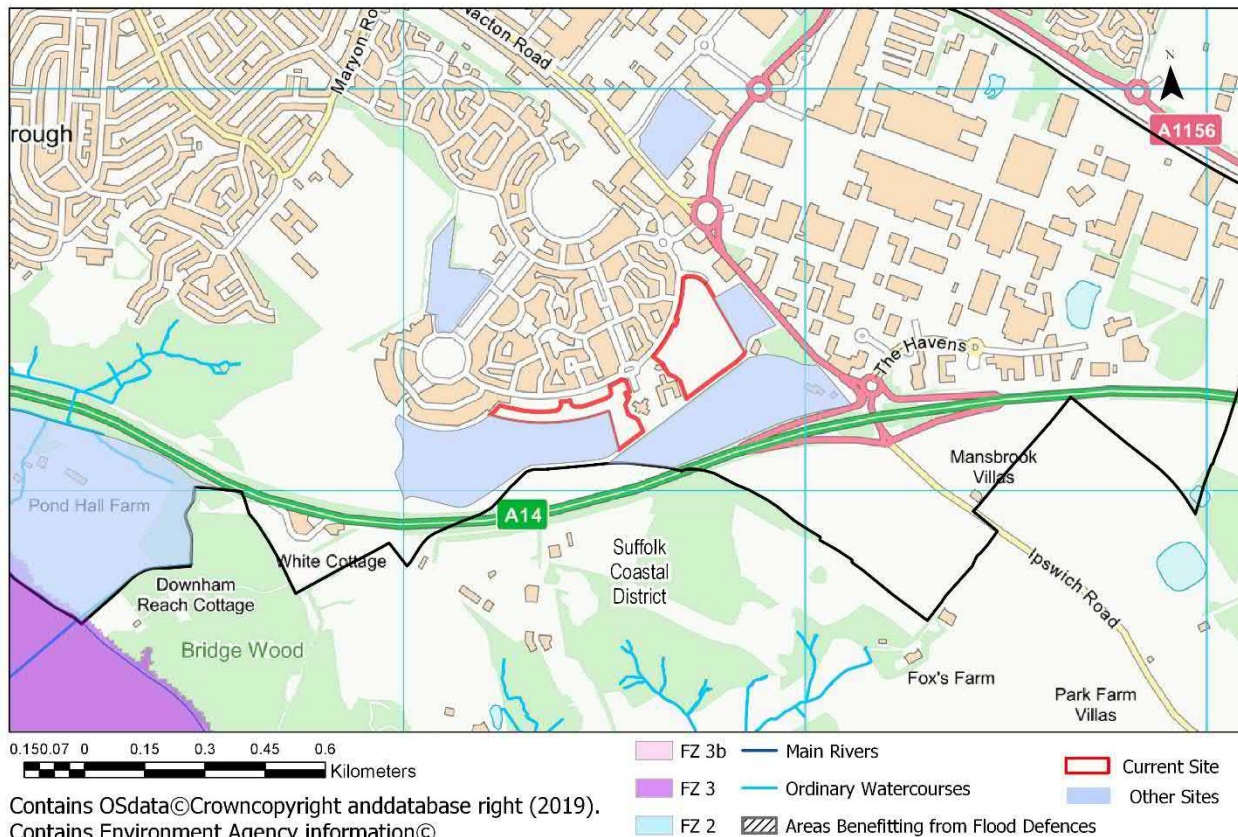 Maryon Ro
Nacton Road
N
rough
A1156
The Havens
Pond Hall Farm
A14
Mansbrook
Villas
White Cottage
Suffolk
Coastal
District
Downham
Reach Cottage
Ipswich Road
Bridge Wood
Fox's Farm
Park Farm
Villas
0.150.07 0 0.15 0.3 0.45 0.6
Kilometers
FZ 3b Main Rivers Current Site
FZ 3 Ordinary Watercourses Other Sites
FZ 2 Areas Benefitting from Flood Defences
Contains OSdata©Crowncopyright anddatabase right (2019).
Contains Environment Agency information©